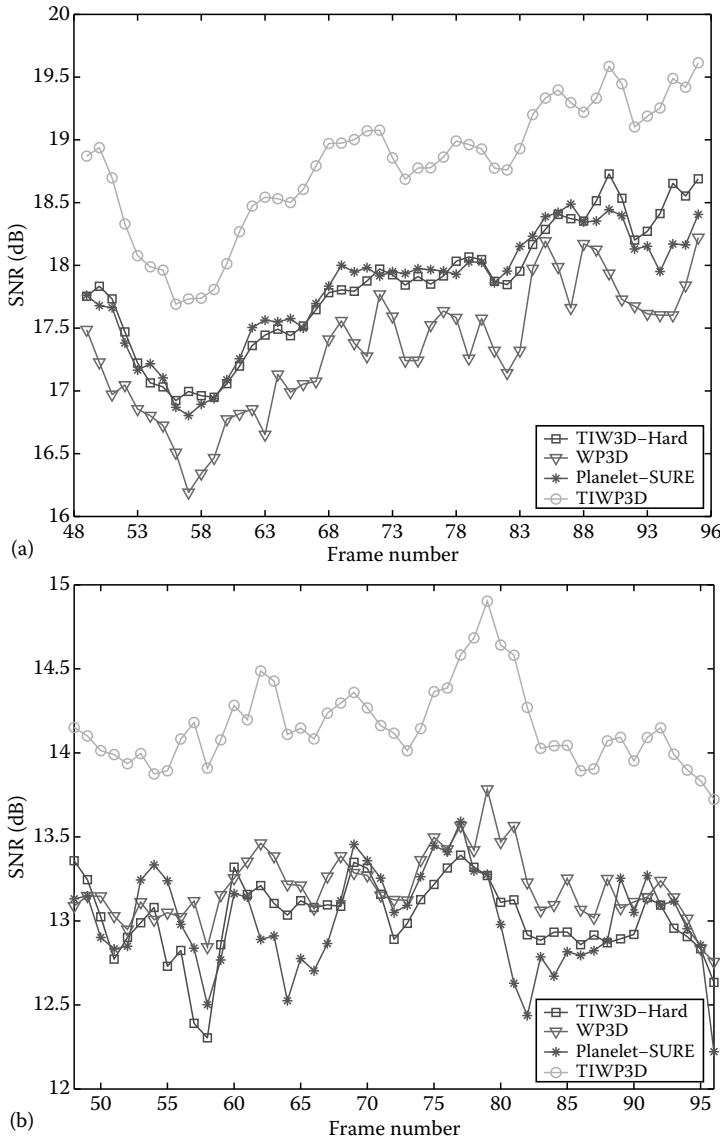 20
19.5
19
18.5
18
17.5
17
16.5
16
SNR (dB)
TIW3D–Hard
WP3D
Planelet–SURE
TIWP3D
48 53 58 63 68 73 78 83 88 93 96
Frame number
(a)
15
14.5
14
13.5
13
12.5
12
SNR (dB)
TIW3D–Hard
WP3D
Planelet–SURE
TIWP3D
50 55 60 65 70 75 80 85 90 95
Frame number
(b)